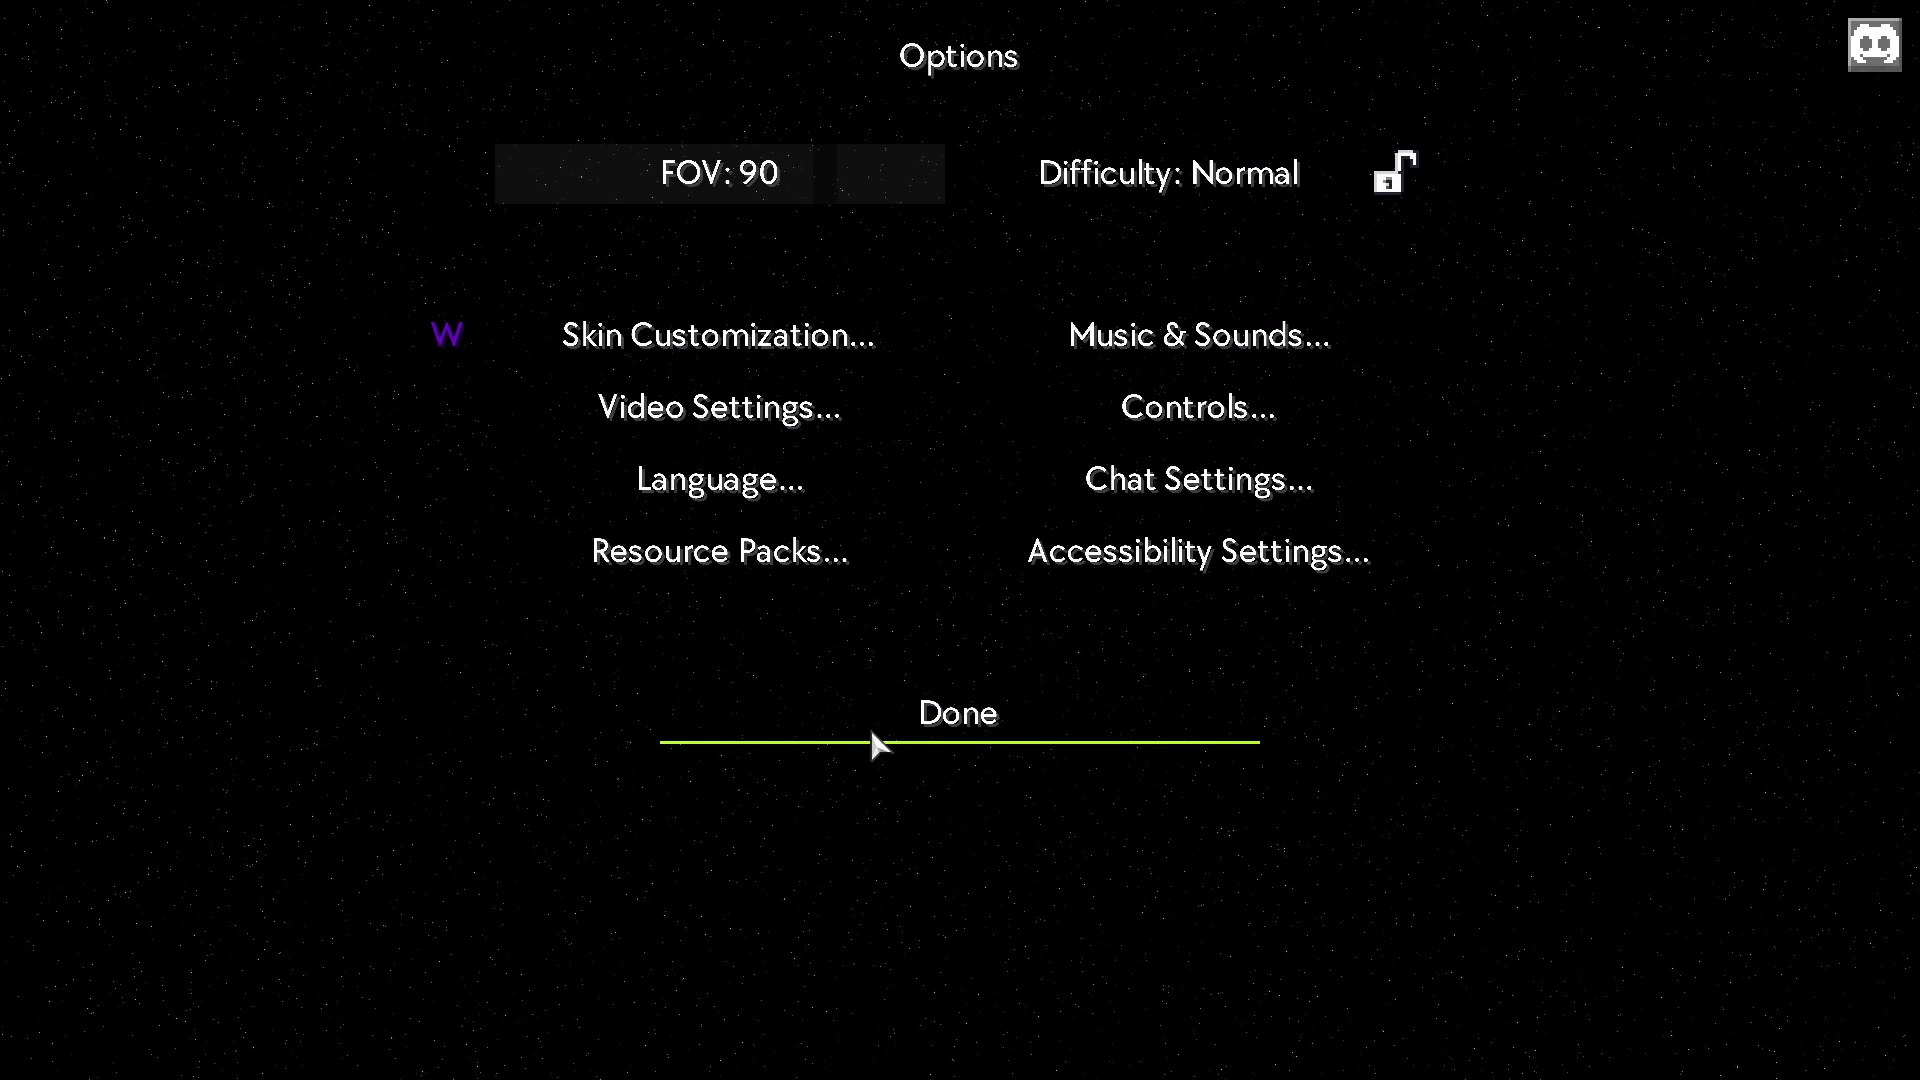 Options
FOV: 90
Difficulty: Normal
W
Skin Customization...
Music & Sounds...
Video Settings...
Controls...
Language...
Chat Settings...
Resource Packs...
Accessibility Settings...
Done